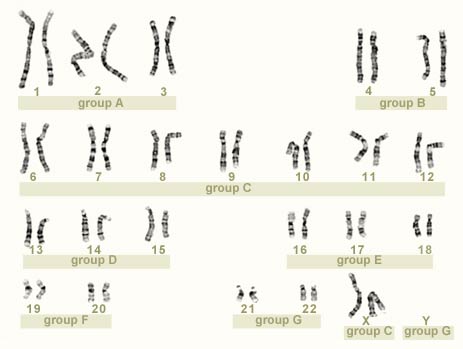 1 2 3 4 5
group A group B
6 7 8 9 10 11 12
group C
13 14 15 16 17 18
group D group E
19 20 21 22 X Y
group F group G group C group G